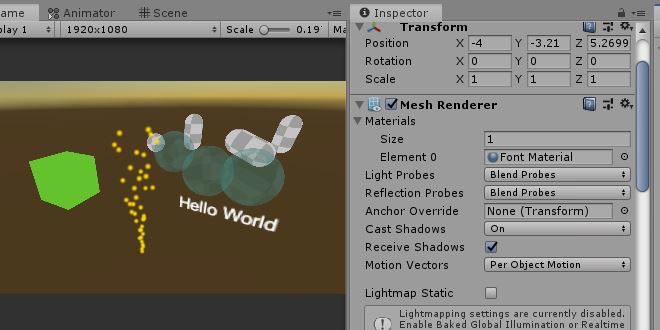 ame Animator Scene
play 1 1920x1080 Scale 0.19 Ma
Hello World
Inspector
Transform
Position X -4 Y -3.21 Z 5.2699
Rotation X 0 Y 0 Z 0
Scale X 1 Y 1 Z 1
Mesh Renderer
Materials
Size 1
Element 0 Font Material
Light Probes Blend Probes
Reflection Probes Blend Probes
Anchor Override None (Transform)
Cast Shadows On
Receive Shadows
Motion Vectors Per Object Motion
Lightmap Static
Lightmapping settings are currently disabled.
Enable Baked Global Illumination or Realtime